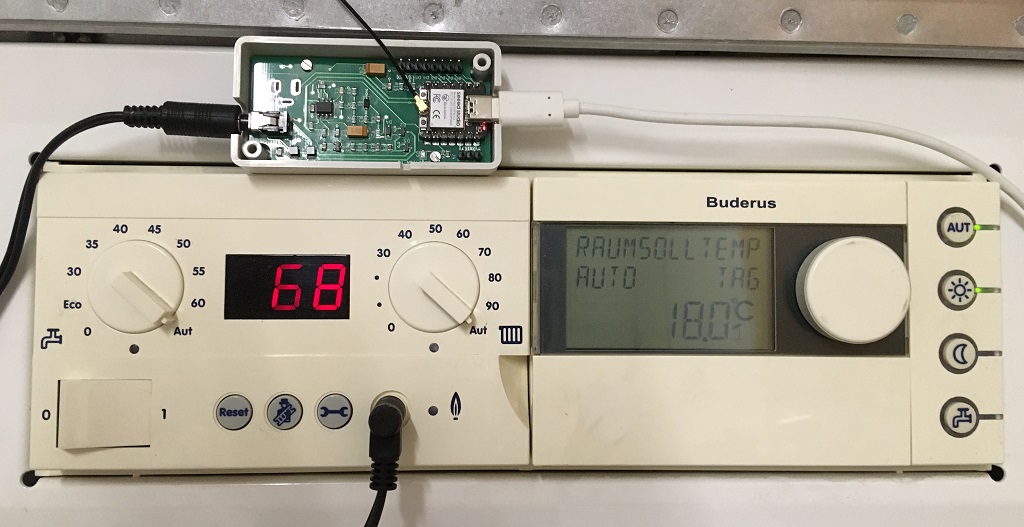 Buderus
40 45
35 50
30 55
Eco 60
0 Aut
68
50
40 60
30 70
80
90
0 Aut
RAUMSOLLTEMP
AUTO TAG
18.0°C
AUT
0 1
Reset